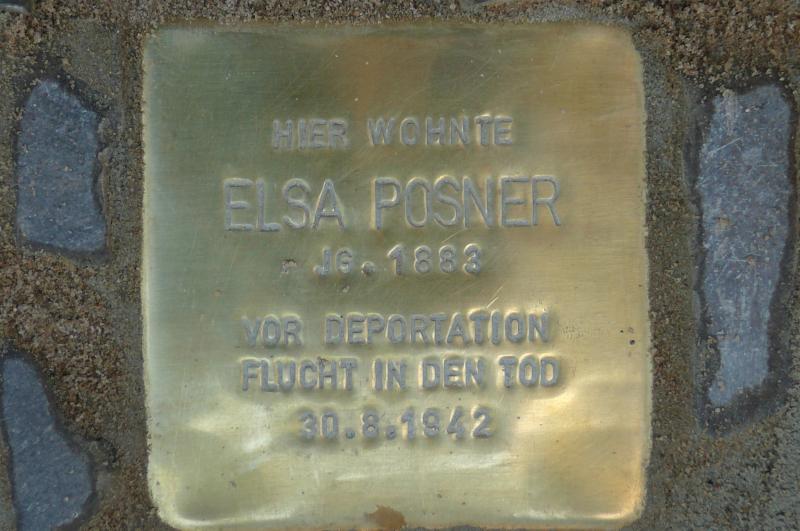 HIER WOHNTE
ELSA POSNER
JG. 1883
VOR DEPORTATION
FLUCHT IN DEN TOD
30.8.1942